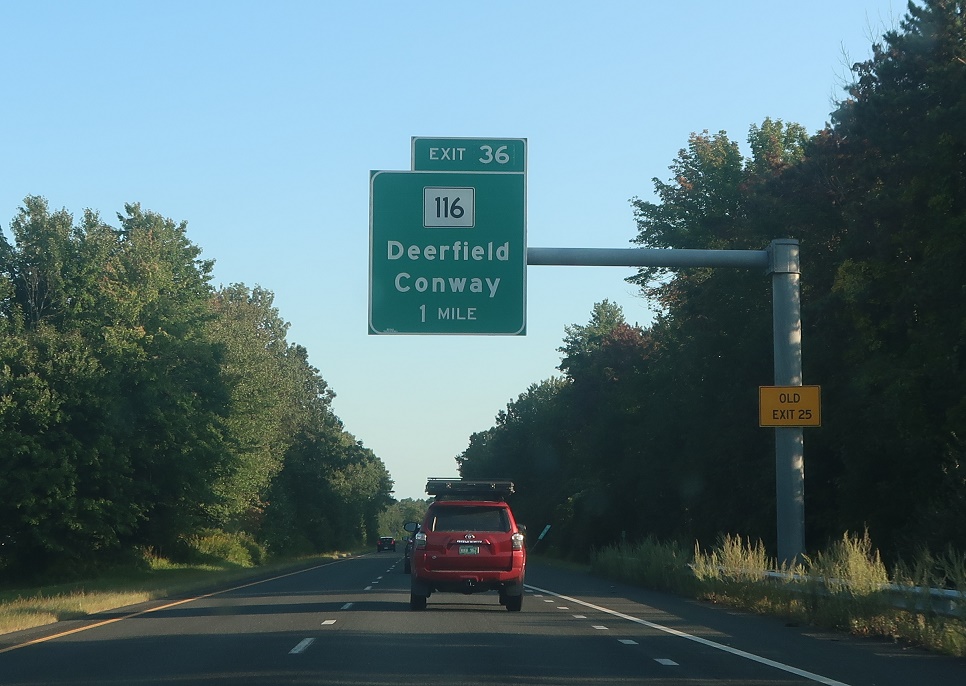 EXIT 36
116
Deerfield
Conway
1 MILE
OLD
EXIT 25